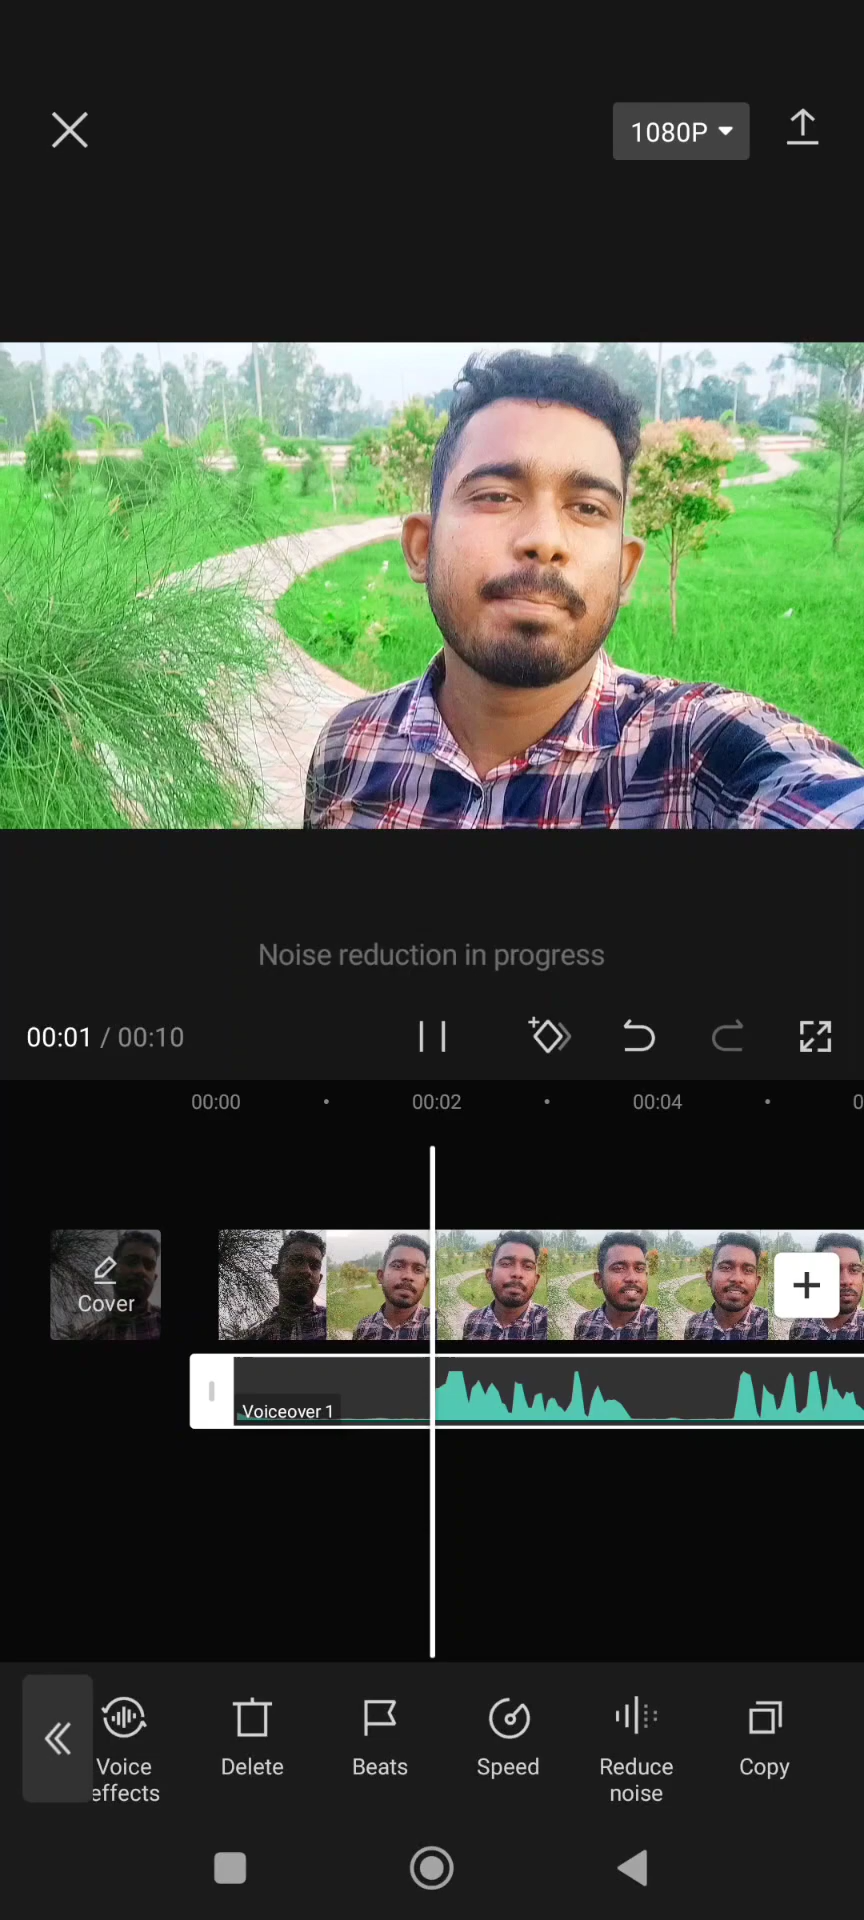 1080P
Noise reduction in progress
00:01 / 00:10
00:00 00:02 00:04 0
Cover
Voiceover 1
Voice effects
Delete
Beats
Speed
Reduce noise
Copy